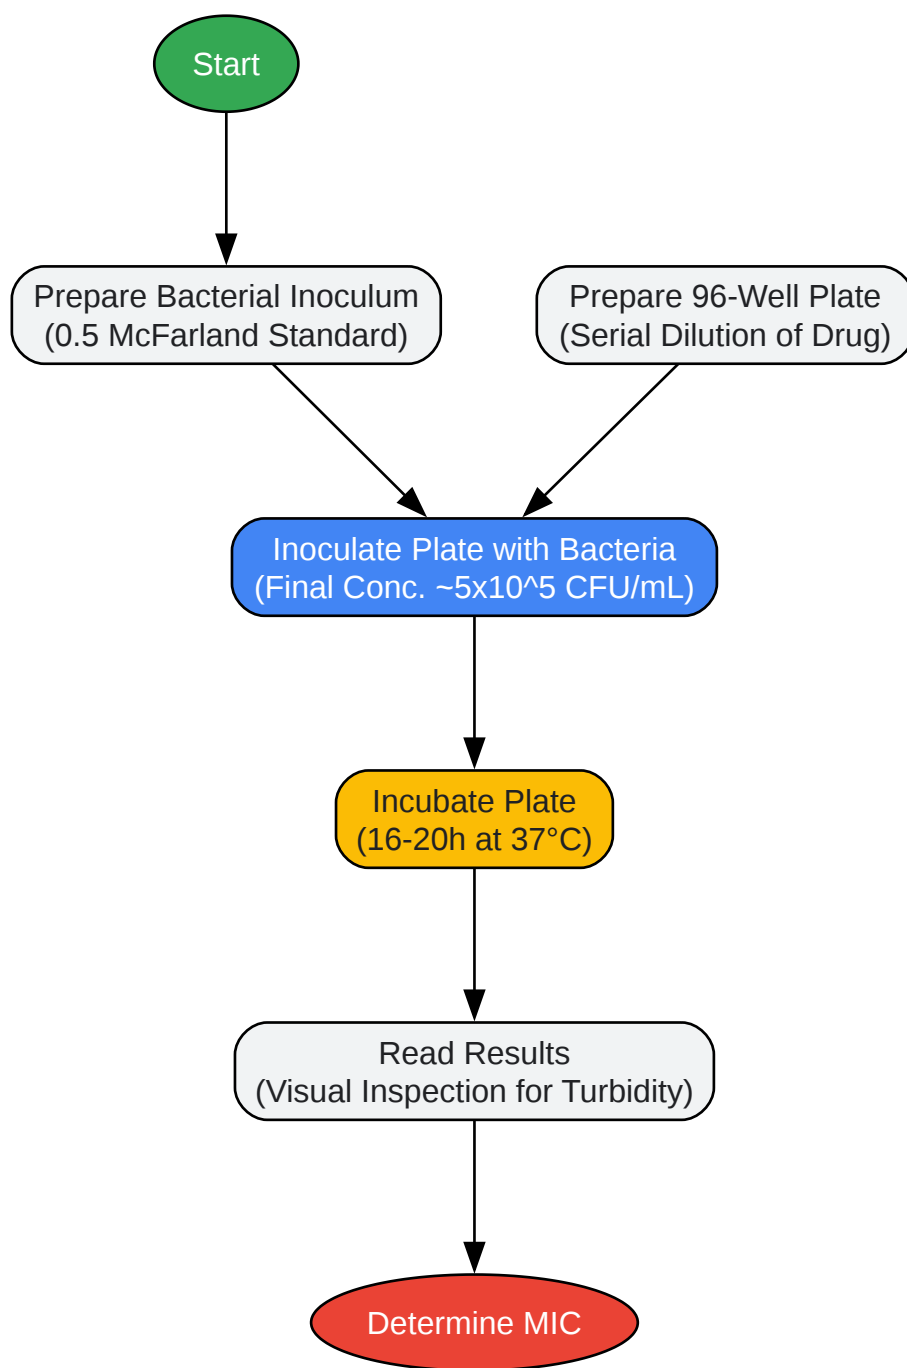 Start
Prepare Bacterial Inoculum
(0.5 McFarland Standard)
Prepare 96-Well Plate
(Serial Dilution of Drug)
Inoculate Plate with Bacteria
(Final Conc. ~5x10^5 CFU/mL)
Incubate Plate
(16-20h at 37°C)
Read Results
(Visual Inspection for Turbidity)
Determine MIC